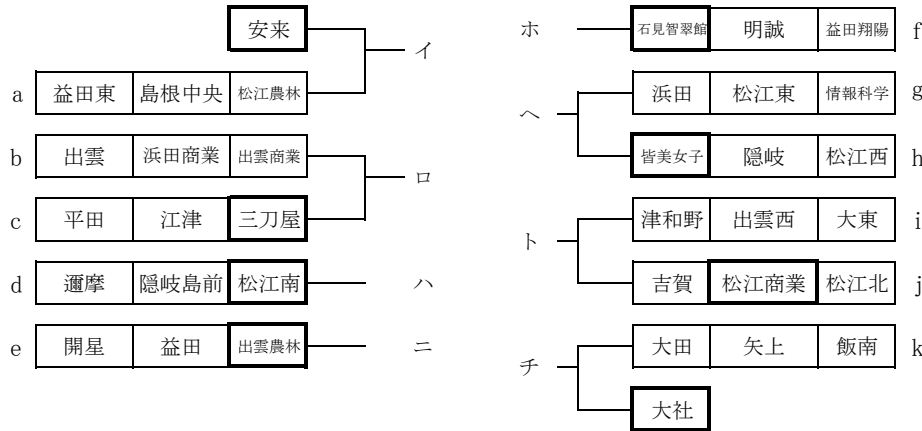 安来
イ
a 益田東 島根中央 松江農林
b 出雲 浜田商業 出雲商業
ロ
c 平田 江津 三刀屋
d 邇摩 隠岐島前 松江南 ハ
e 開星 益田 出雲農林 ニ
ホ 石見智翠館 明誠 益田翔陽 f
浜田 松江東 情報科学 g
ヘ
皆美女子 隠岐 松江西 h
津和野 出雲西 大東 i
ト
吉賀 松江商業 松江北 j
大田 矢上 飯南 k
チ
大社